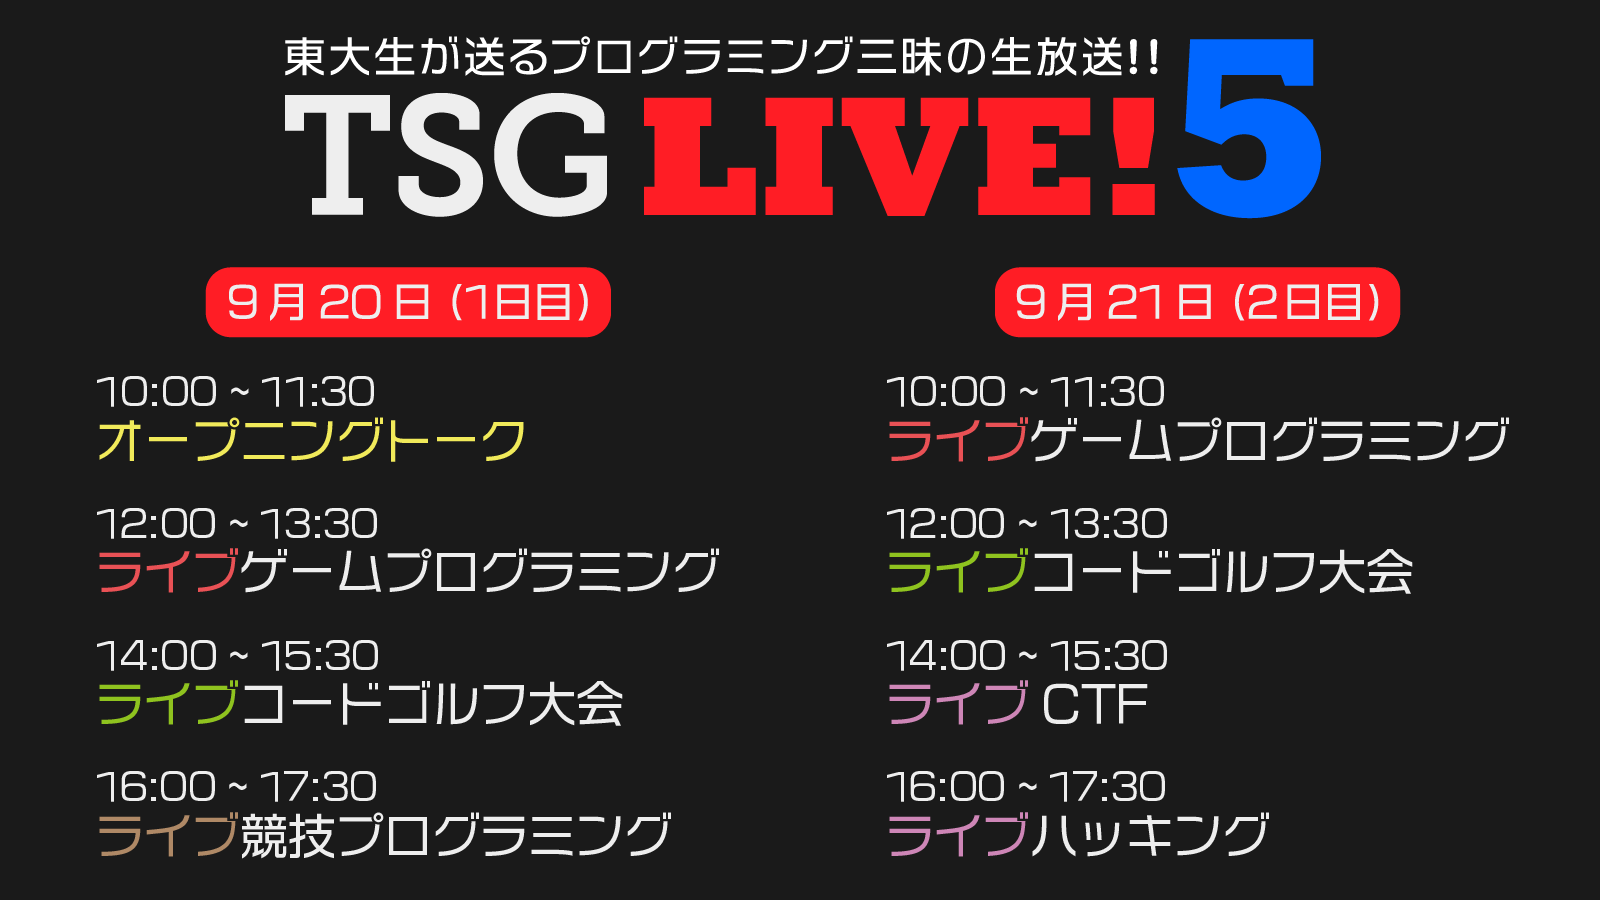 東大生が送るプログラミング三昧の生放送!!
TSG LIVE! 5
9月20日 (1日目)
10:00 ~ 11:30
オープニングトーク
12:00 ~ 13:30
ライブゲームプログラミング
14:00 ~ 15:30
ライブコードゴルフ大会
16:00 ~ 17:30
ライブ競技プログラミング
9月21日 (2日目)
10:00 ~ 11:30
ライブゲームプログラミング
12:00 ~ 13:30
ライブコードゴルフ大会
14:00 ~ 15:30
ライブ CTF
16:00 ~ 17:30
ライブハッキング